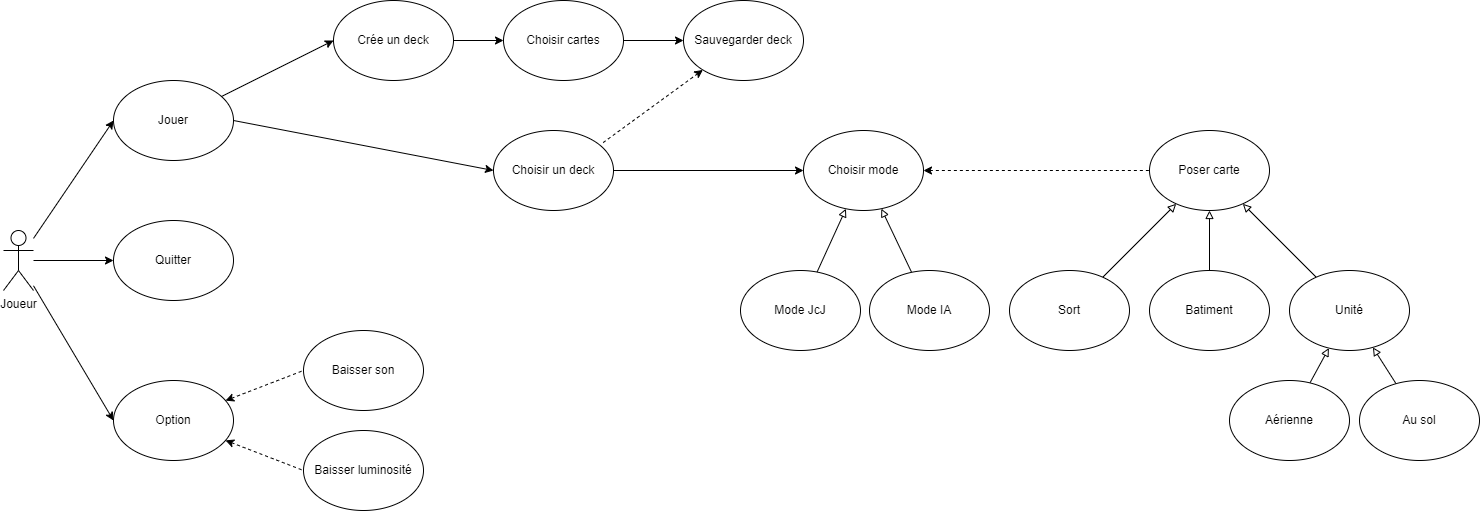 Crée un deck
Choisir cartes
Sauvegarder deck
Jouer
Choisir un deck
Choisir mode
Poser carte
Quitter
Joueur
Mode JcJ
Mode IA
Sort
Batiment
Unité
Baisser son
Option
Aérienne
Au sol
Baisser luminosité